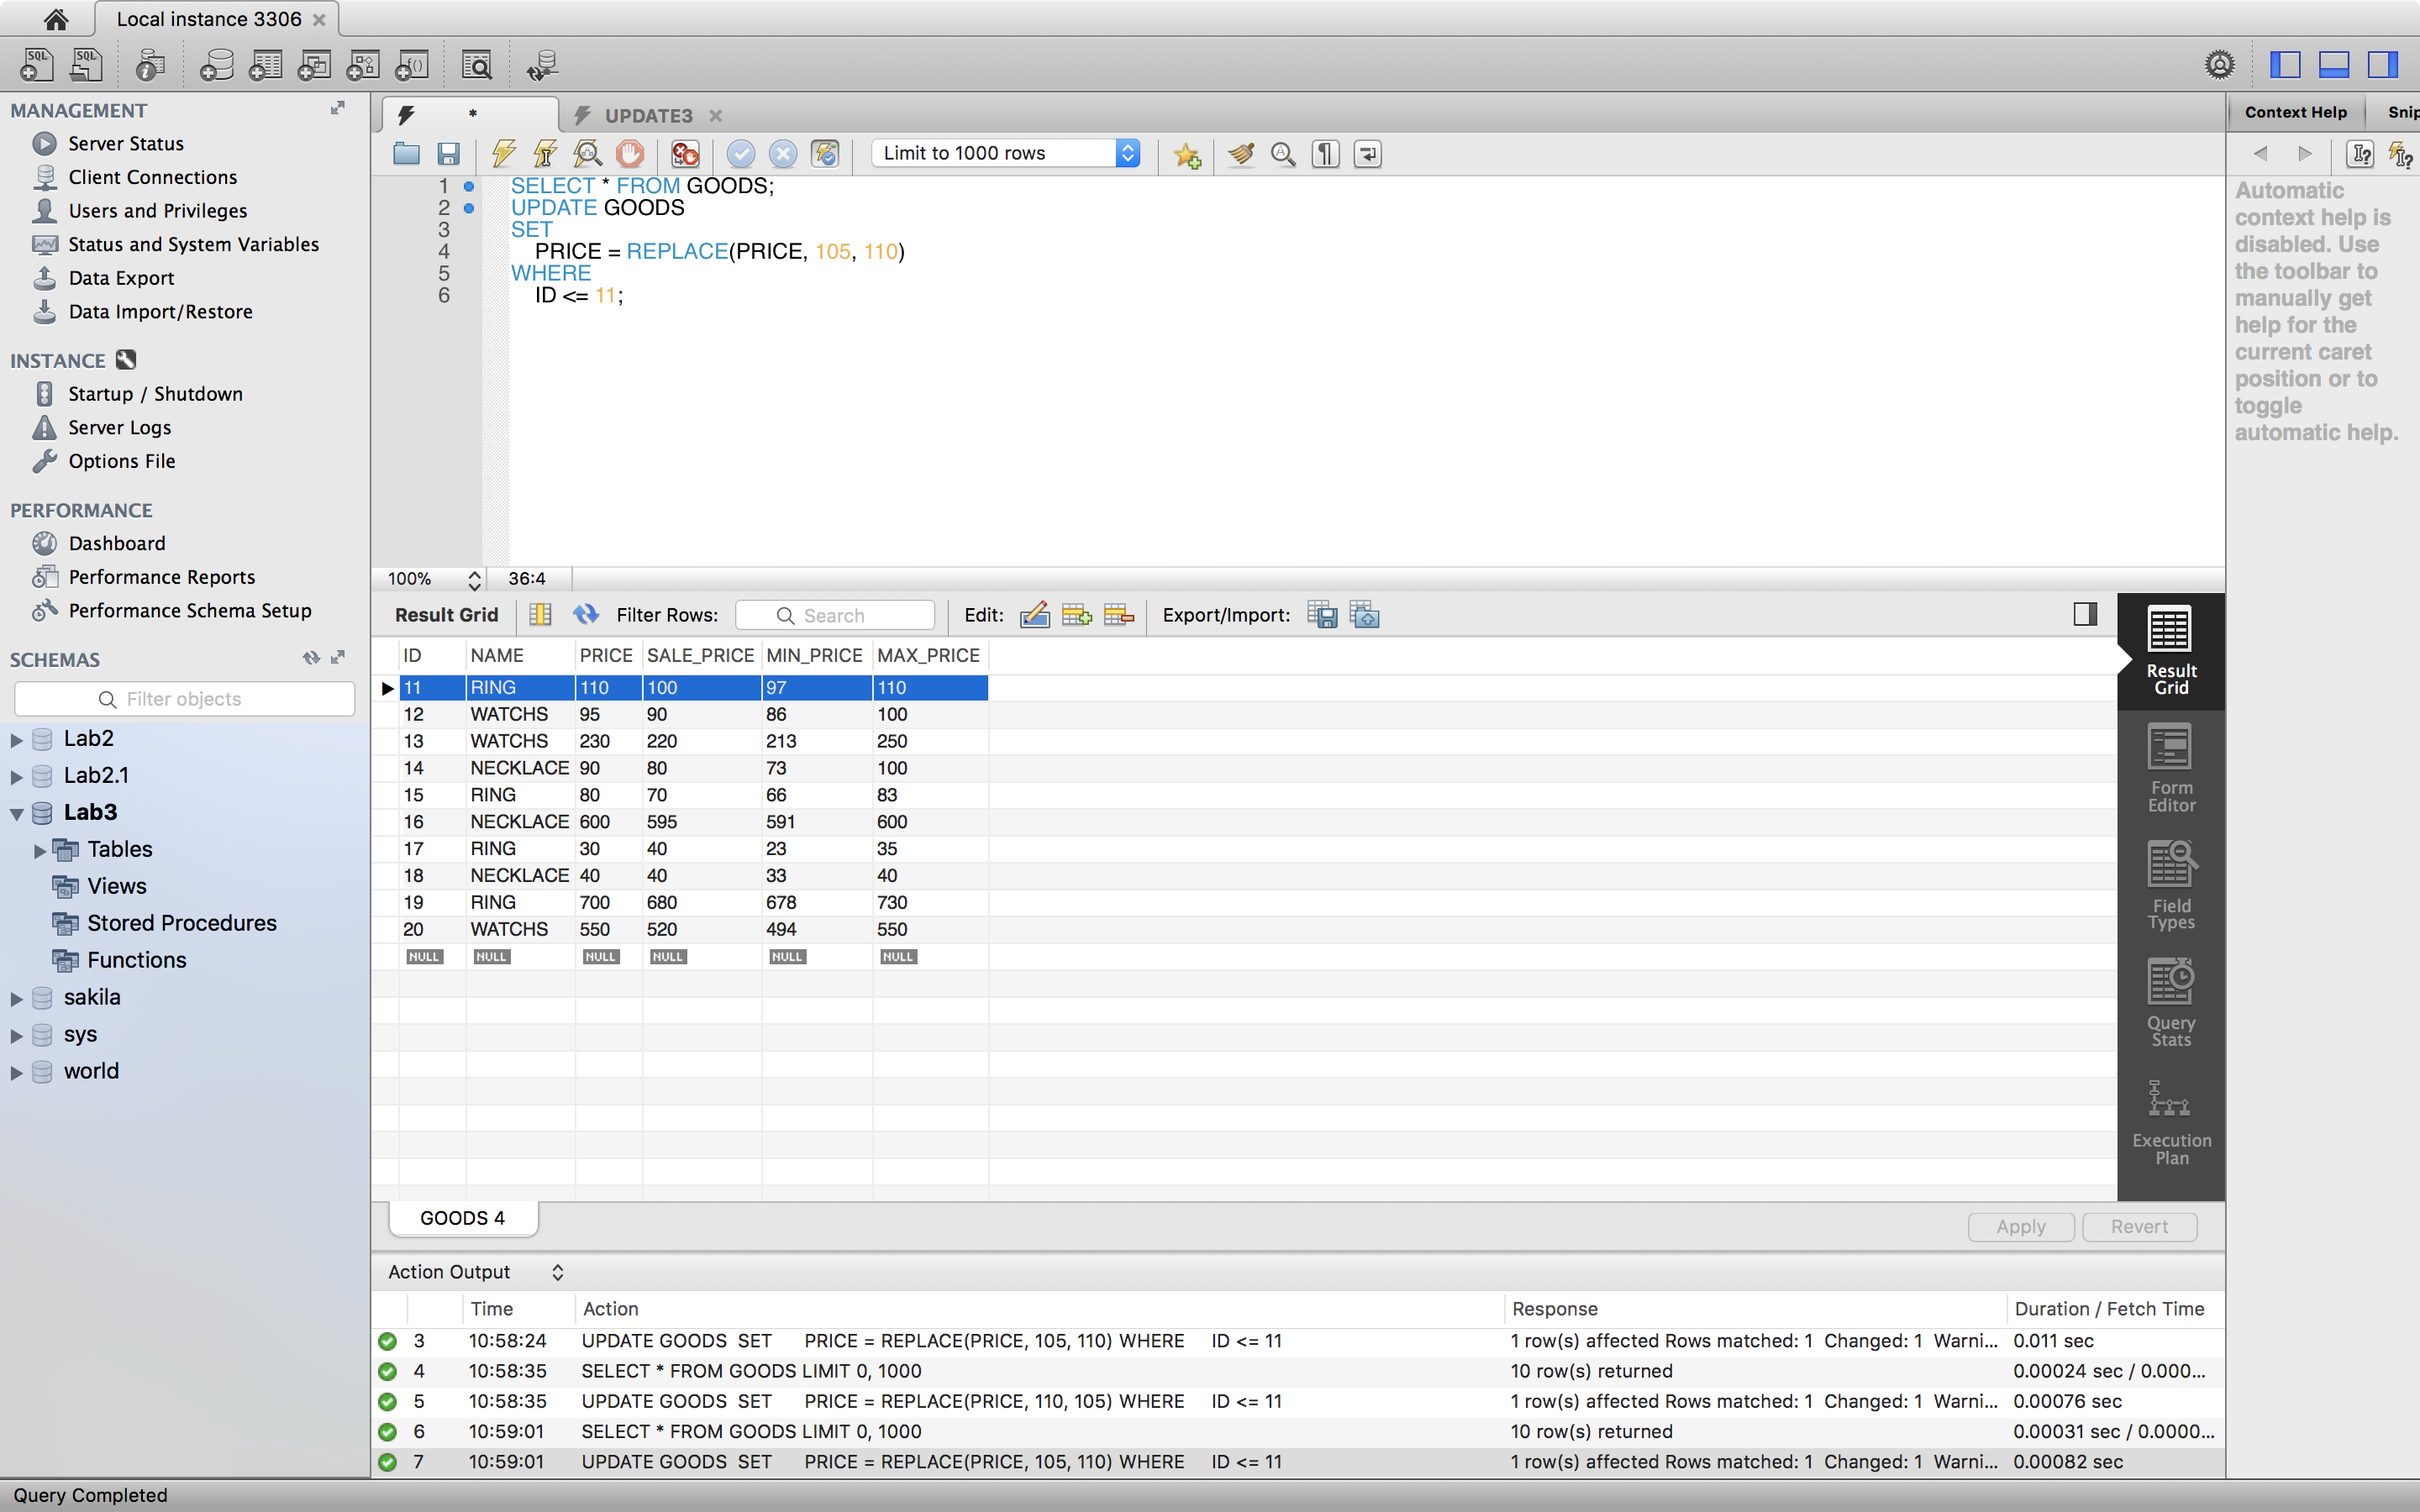 Local instance 3306
MANAGEMENT
Server Status
Client Connections
Users and Privileges
Status and System Variables
Data Export
Data Import/Restore
INSTANCE
Startup / Shutdown
Server Logs
Options File
PERFORMANCE
Dashboard
Performance Reports
Performance Schema Setup
SCHEMAS
Filter objects
Lab2
Lab2.1
Lab3
Tables
Views
Stored Procedures
Functions
sakila
sys
world
* UPDATE3
Limit to 1000 rows
1 SELECT * FROM GOODS;
2 UPDATE GOODS
3 SET
4 PRICE = REPLACE(PRICE, 105, 110)
5 WHERE
6 ID <= 11;
100% 36:4
Result Grid Filter Rows: Search Edit: Export/Import:
ID NAME PRICE SALE_PRICE MIN_PRICE MAX_PRICE
11 RING 110 100 97 110
12 WATCHS 95 90 86 100
13 WATCHS 230 220 213 250
14 NECKLACE 90 80 73 100
15 RING 80 70 66 83
16 NECKLACE 600 595 591 600
17 RING 30 40 23 35
18 NECKLACE 40 40 33 40
19 RING 700 680 678 730
20 WATCHS 550 520 494 550
NULL NULL NULL NULL NULL NULL
Result
Grid
Form
Editor
Field
Types
Query
Stats
Execution
Plan
GOODS 4
Apply Revert
Action Output
Time Action Response Duration / Fetch Time
3 10:58:24 UPDATE GOODS SET PRICE = REPLACE(PRICE, 105, 110) WHERE ID <= 11 1 row(s) affected Rows matched: 1 Changed: 1 Warni... 0.011 sec
4 10:58:35 SELECT * FROM GOODS LIMIT 0, 1000 10 row(s) returned 0.00024 sec / 0.000...
5 10:58:35 UPDATE GOODS SET PRICE = REPLACE(PRICE, 110, 105) WHERE ID <= 11 1 row(s) affected Rows matched: 1 Changed: 1 Warni... 0.00076 sec
6 10:59:01 SELECT * FROM GOODS LIMIT 0, 1000 10 row(s) returned 0.00031 sec / 0.0000...
7 10:59:01 UPDATE GOODS SET PRICE = REPLACE(PRICE, 105, 110) WHERE ID <= 11 1 row(s) affected Rows matched: 1 Changed: 1 Warni... 0.00082 sec
Context Help Snip
Automatic
context help is
disabled. Use
the toolbar to
manually get
help for the
current caret
position or to
toggle
automatic help.
Query Completed